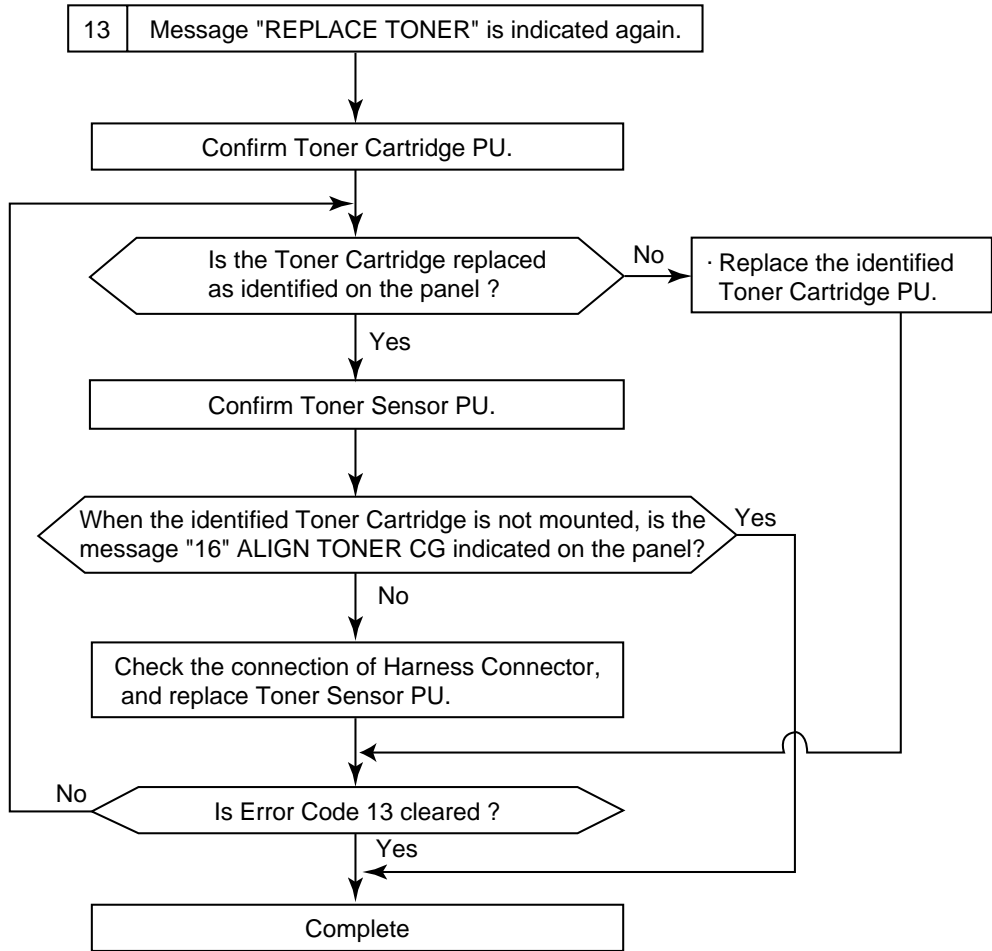 13 Message "REPLACE TONER" is indicated again.
Confirm Toner Cartridge PU.
Is the Toner Cartridge replaced
as identified on the panel ?
No
· Replace the identified
Toner Cartridge PU.
Yes
Confirm Toner Sensor PU.
When the identified Toner Cartridge is not mounted, is the
message "16" ALIGN TONER CG indicated on the panel?
Yes
No
Check the connection of Harness Connector,
and replace Toner Sensor PU.
No
Is Error Code 13 cleared ?
Yes
Complete